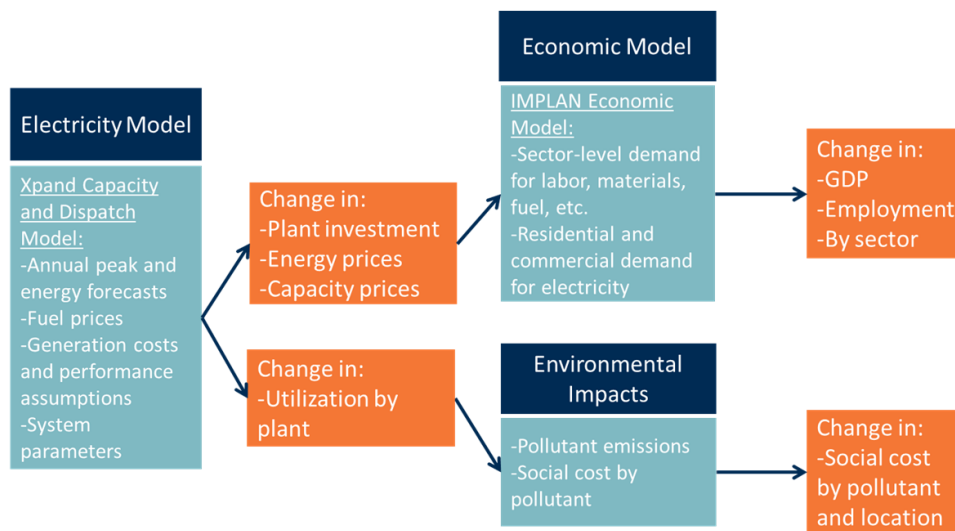 Electricity Model
Xpand Capacity
and Dispatch
Model:
-Annual peak and
energy forecasts
-Fuel prices
-Generation costs
and performance
assumptions
-System
parameters
Change in:
-Plant investment
-Energy prices
-Capacity prices
Economic Model
IMPLAN Economic
Model:
-Sector-level demand
for labor, materials,
fuel, etc.
-Residential and
commercial demand
for electricity
Change in:
-GDP
-Employment
-By sector
Change in:
-Utilization by
plant
Environmental
Impacts
-Pollutant emissions
-Social cost by
pollutant
Change in:
-Social cost
by pollutant
and location